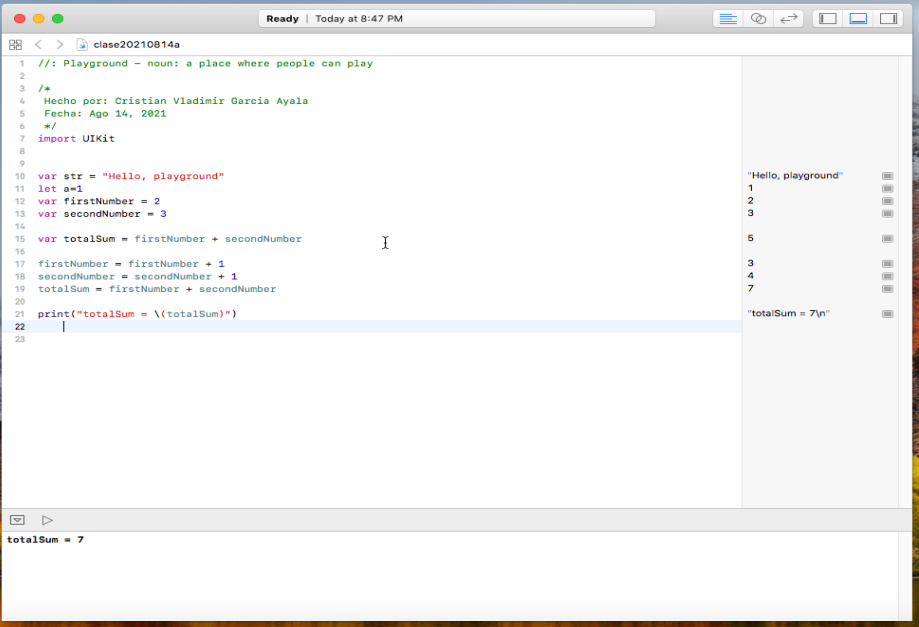 Ready | Today at 8:47 PM
clase20210814a
1 //: Playground - noun: a place where people can play
2
3 /*
4 Hecho por: Cristian Vladimir Garcia Ayala
5 Fecha: Ago 14, 2021
6 */
7 import UIKit
8
9
10 var str = "Hello, playground" "Hello, playground"
11 let a=1 1
12 var firstNumber = 2 2
13 var secondNumber = 3 3
14
15 var totalSum = firstNumber + secondNumber 5
16
17 firstNumber = firstNumber + 1 3
18 secondNumber = secondNumber + 1 4
19 totalSum = firstNumber + secondNumber 7
20
21 print("totalSum = \(totalSum)") "totalSum = 7\n"
22
23
totalSum = 7